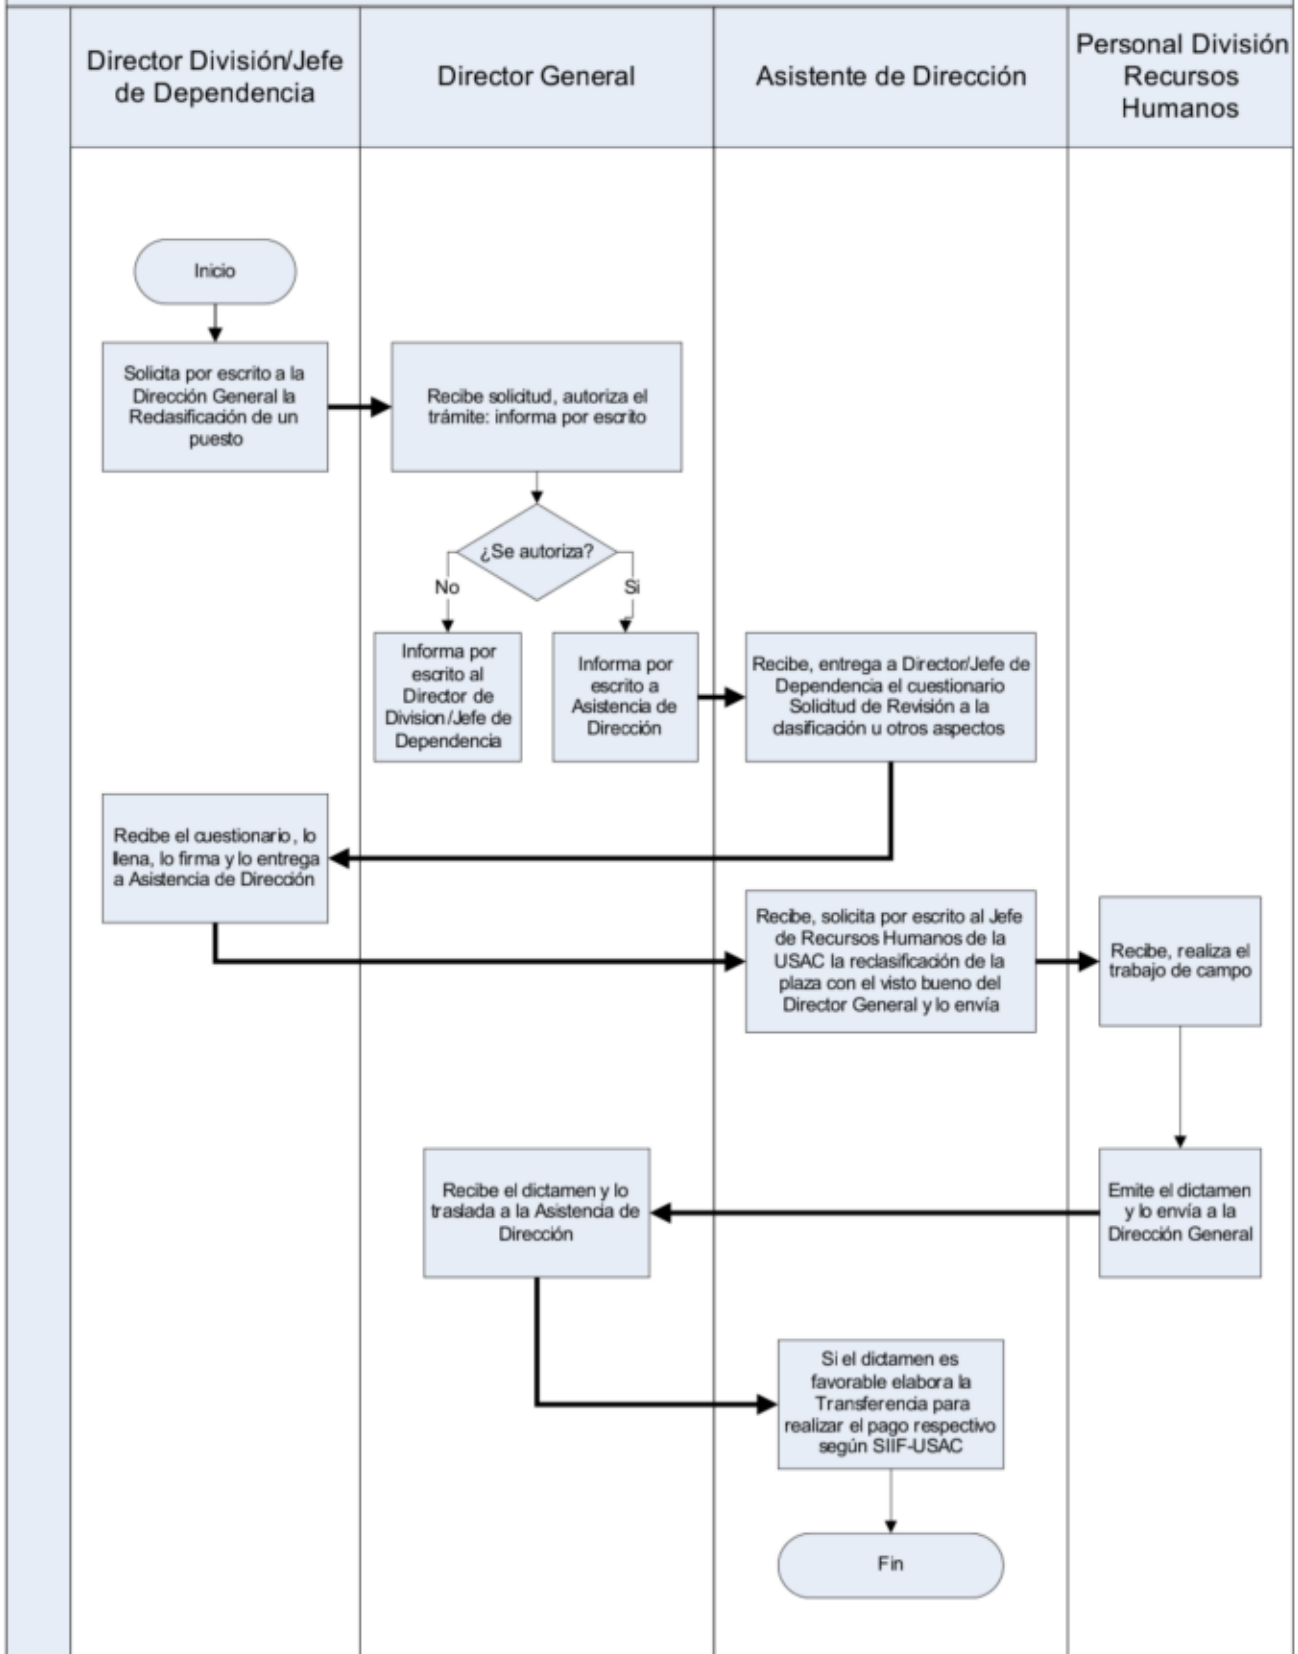 Director División/Jefe
de Dependencia
Director General
Asistente de Dirección
Personal División
Recursos
Humanos
Inicio
Solicita por escrito a la
Dirección General la
Reclasificación de un
puesto
Recibe solicitud, autoriza el
trámite: informa por escrito
¿Se autoriza?
No
Si
Informa por
escrito al
Director de
Division/Jefe de
Dependencia
Informa por
escrito a
Asistencia de
Dirección
Recibe, entrega a Director/Jefe de
Dependencia el cuestionario
Solicitud de Revisión a la
clasificación u otros aspectos
Recibe el cuestionario, lo
llena, lo firma y lo entrega
a Asistencia de Dirección
Recibe, solicita por escrito al Jefe
de Recursos Humanos de la
USAC la reclasificación de la
plaza con el visto bueno del
Director General y lo envía
Recibe, realiza el
trabajo de campo
Emite el dictamen
y lo envía a la
Dirección General
Recibe el dictamen y lo
traslada a la Asistencia de
Dirección
Si el dictamen es
favorable elabora la
Transferencia para
realizar el pago respectivo
según SIIF-USAC
Fin